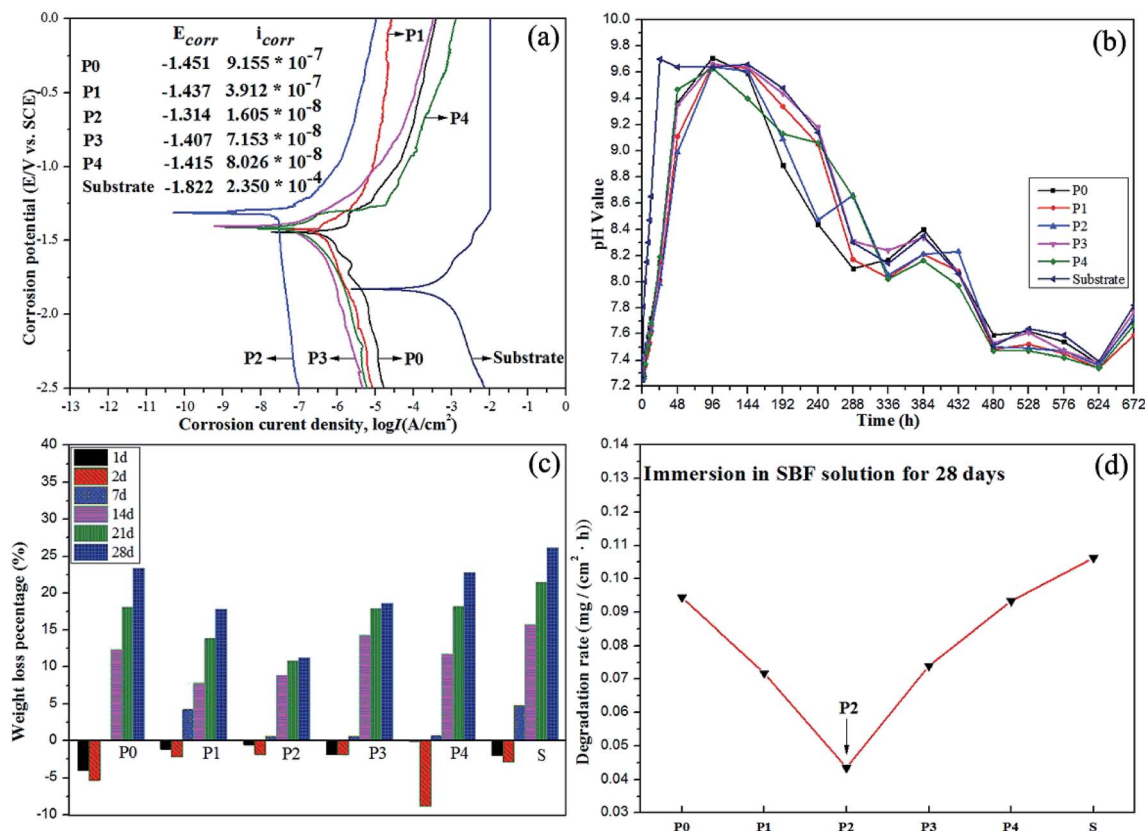 (a)
E_corr i_corr
P0 -1.451 9.155 * 10^-7
P1 -1.437 3.912 * 10^-7
P2 -1.314 1.605 * 10^-8
P3 -1.407 7.153 * 10^-8
P4 -1.415 8.026 * 10^-8
Substrate -1.822 2.350 * 10^-4
P1
P4
P2
P3
P0
Substrate
0.0
-0.5
-1.0
-1.5
-2.0
-2.5
Corrosion potential (E/V vs. SCE)
-13 -12 -11 -10 -9 -8 -7 -6 -5 -4 -3 -2 -1 0
Corrosion curent density, logI(A/cm²)
(b)
10.0
9.8
9.6
9.4
9.2
9.0
8.8
8.6
8.4
8.2
8.0
7.8
7.6
7.4
7.2
pH Value
P0
P1
P2
P3
P4
Substrate
0 48 96 144 192 240 288 336 384 432 480 528 576 624 672
Time (h)
(c)
1d
2d
7d
14d
21d
28d
40
35
30
25
20
15
10
5
0
-5
-10
Weight loss pecentage (%)
P0 P1 P2 P3 P4 S
(d)
Immersion in SBF solution for 28 days
P2
0.14
0.13
0.12
0.11
0.10
0.09
0.08
0.07
0.06
0.05
0.04
0.03
Degradation rate (mg / (cm² · h))
P0 P1 P2 P3 P4 S